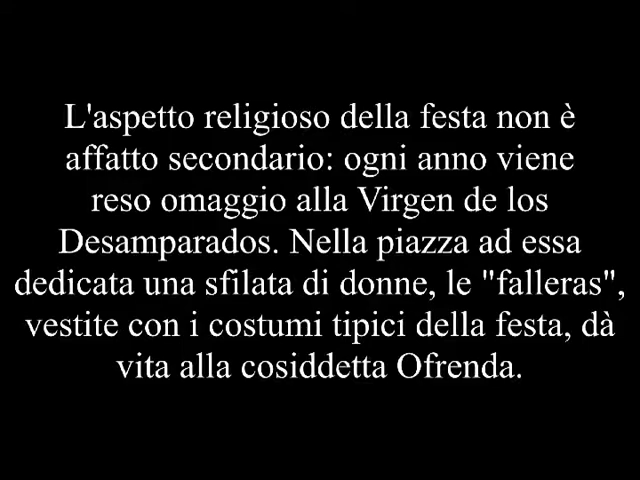 L'aspetto religioso della festa non è
affatto secondario: ogni anno viene
reso omaggio alla Virgen de los
Desamparados. Nella piazza ad essa
dedicata una sfilata di donne, le "falleras",
vestite con i costumi tipici della festa, dà
vita alla cosiddetta Ofrenda.